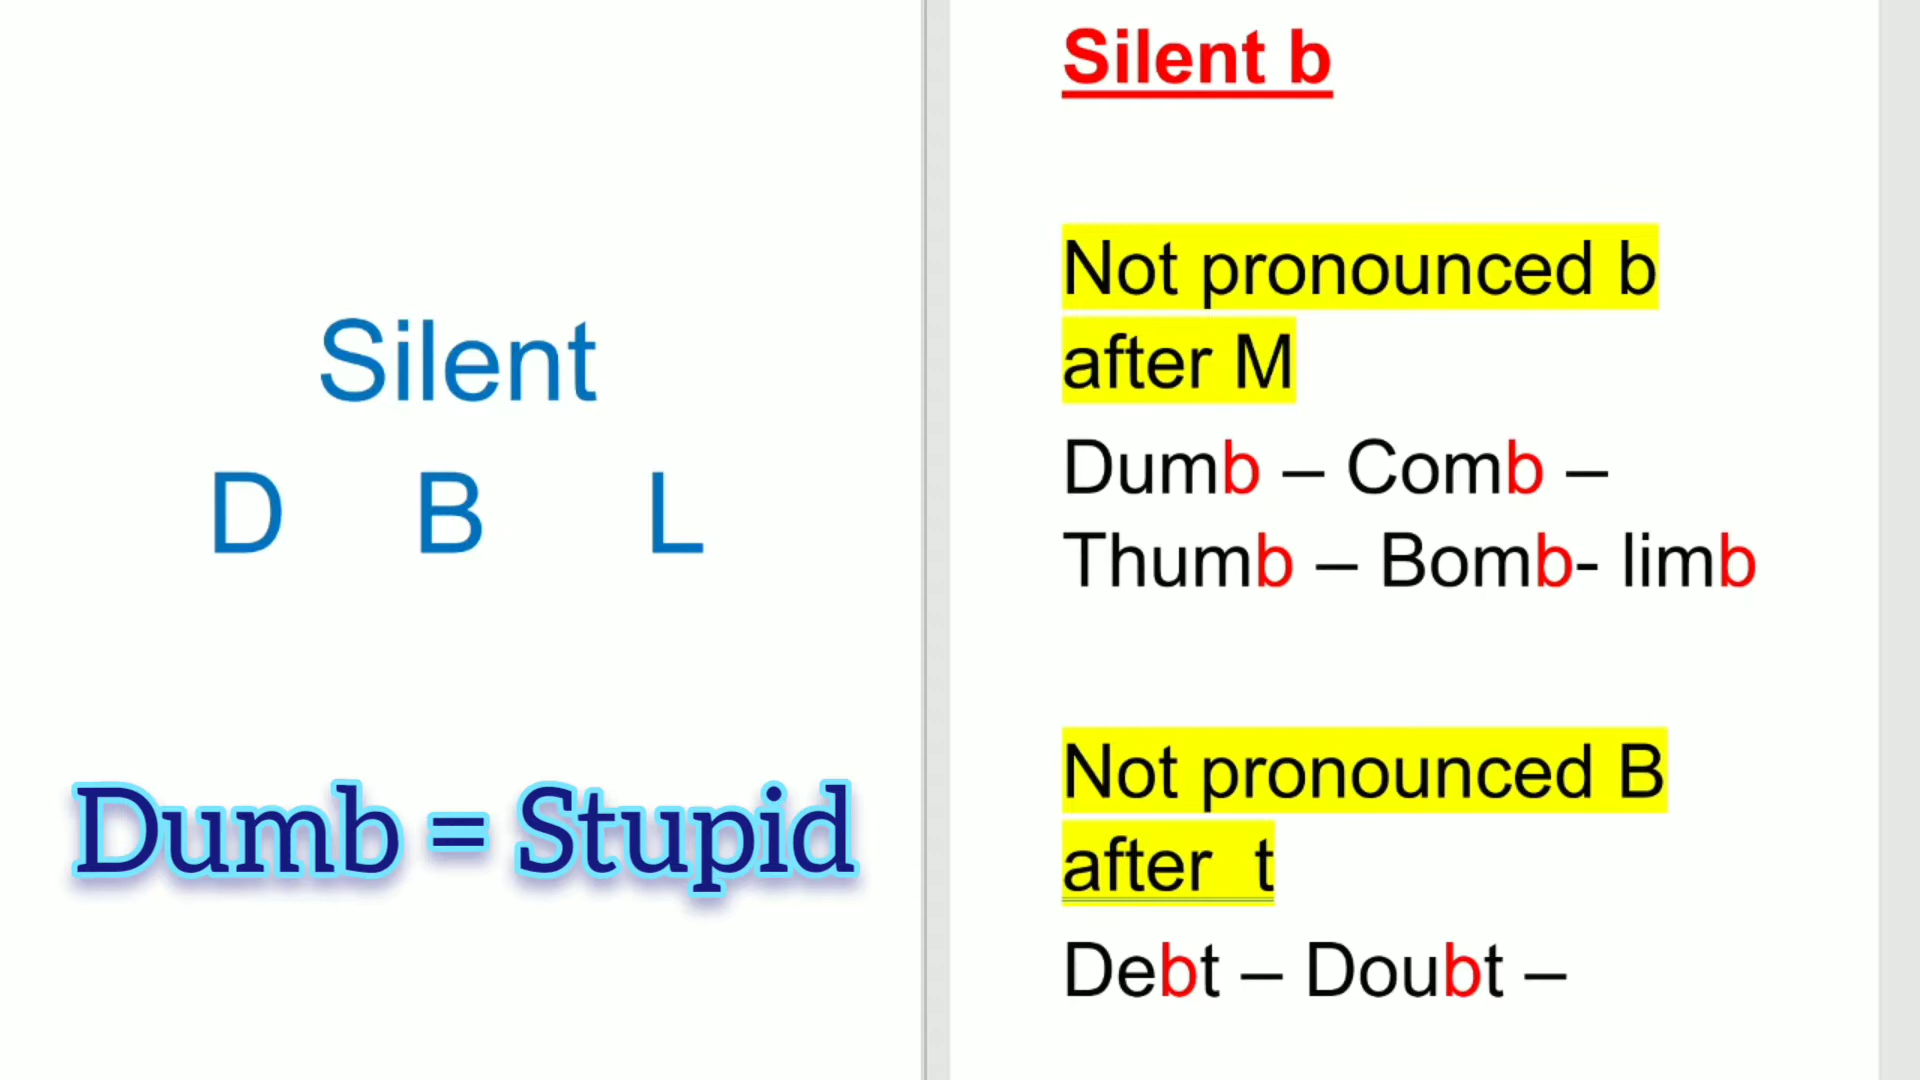 Silent
D B L
Dumb = Stupid
Silent b
Not pronounced b
after M
Dumb – Comb –
Thumb – Bomb- limb
Not pronounced B
after t
Debt – Doubt –